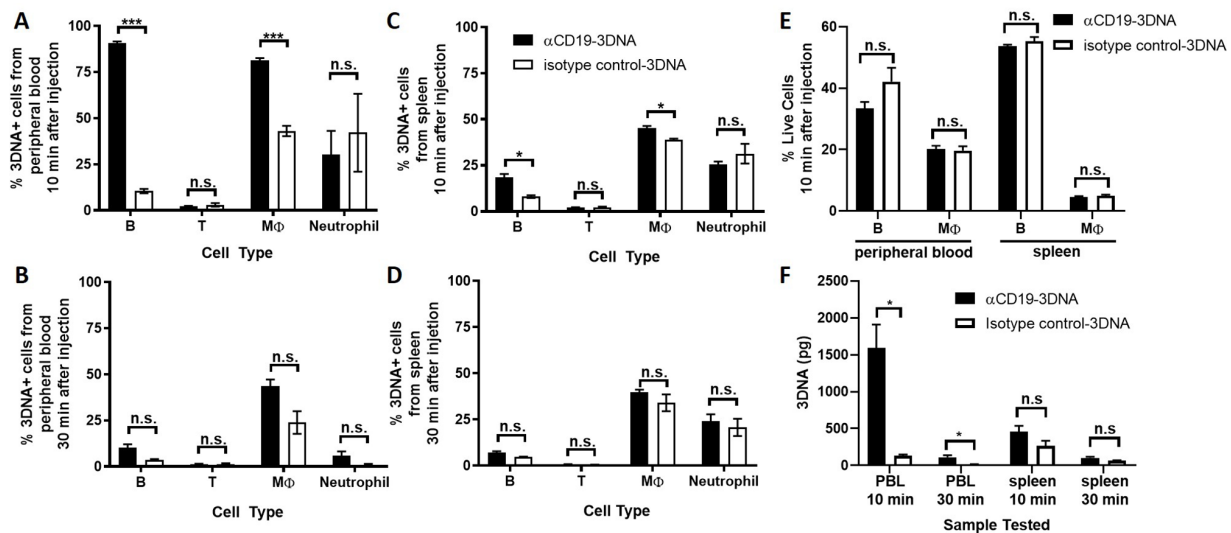 A
% 3DNA+ cells from
peripheral blood
10 min after injection
100
75
50
25
0
***
n.s.
***
n.s.
B
T
MΦ
Neutrophil
Cell Type
B
% 3DNA+ cells from
peripheral blood
30 min after injection
100
75
50
25
0
n.s.
n.s.
n.s.
n.s.
B
T
MΦ
Neutrophil
Cell Type
C
αCD19-3DNA
isotype control-3DNA
% 3DNA+ cells
from spleen
10 min after injection
100
75
50
25
0
*
n.s.
*
n.s.
B
T
MΦ
Neutrophil
Cell Type
D
% 3DNA+ cells
from spleen
30 min after injection
100
75
50
25
0
n.s.
n.s.
n.s.
n.s.
B
T
MΦ
Neutrophil
Cell Type
E
αCD19-3DNA
isotype control-3DNA
% Live Cells
10 min after injection
60
40
20
0
n.s.
n.s.
n.s.
n.s.
B
MΦ
B
MΦ
peripheral blood
spleen
F
αCD19-3DNA
Isotype control-3DNA
3DNA (pg)
2500
2000
1500
1000
500
0
*
*
n.s
n.s
PBL
10 min
PBL
30 min
spleen
10 min
spleen
30 min
Sample Tested